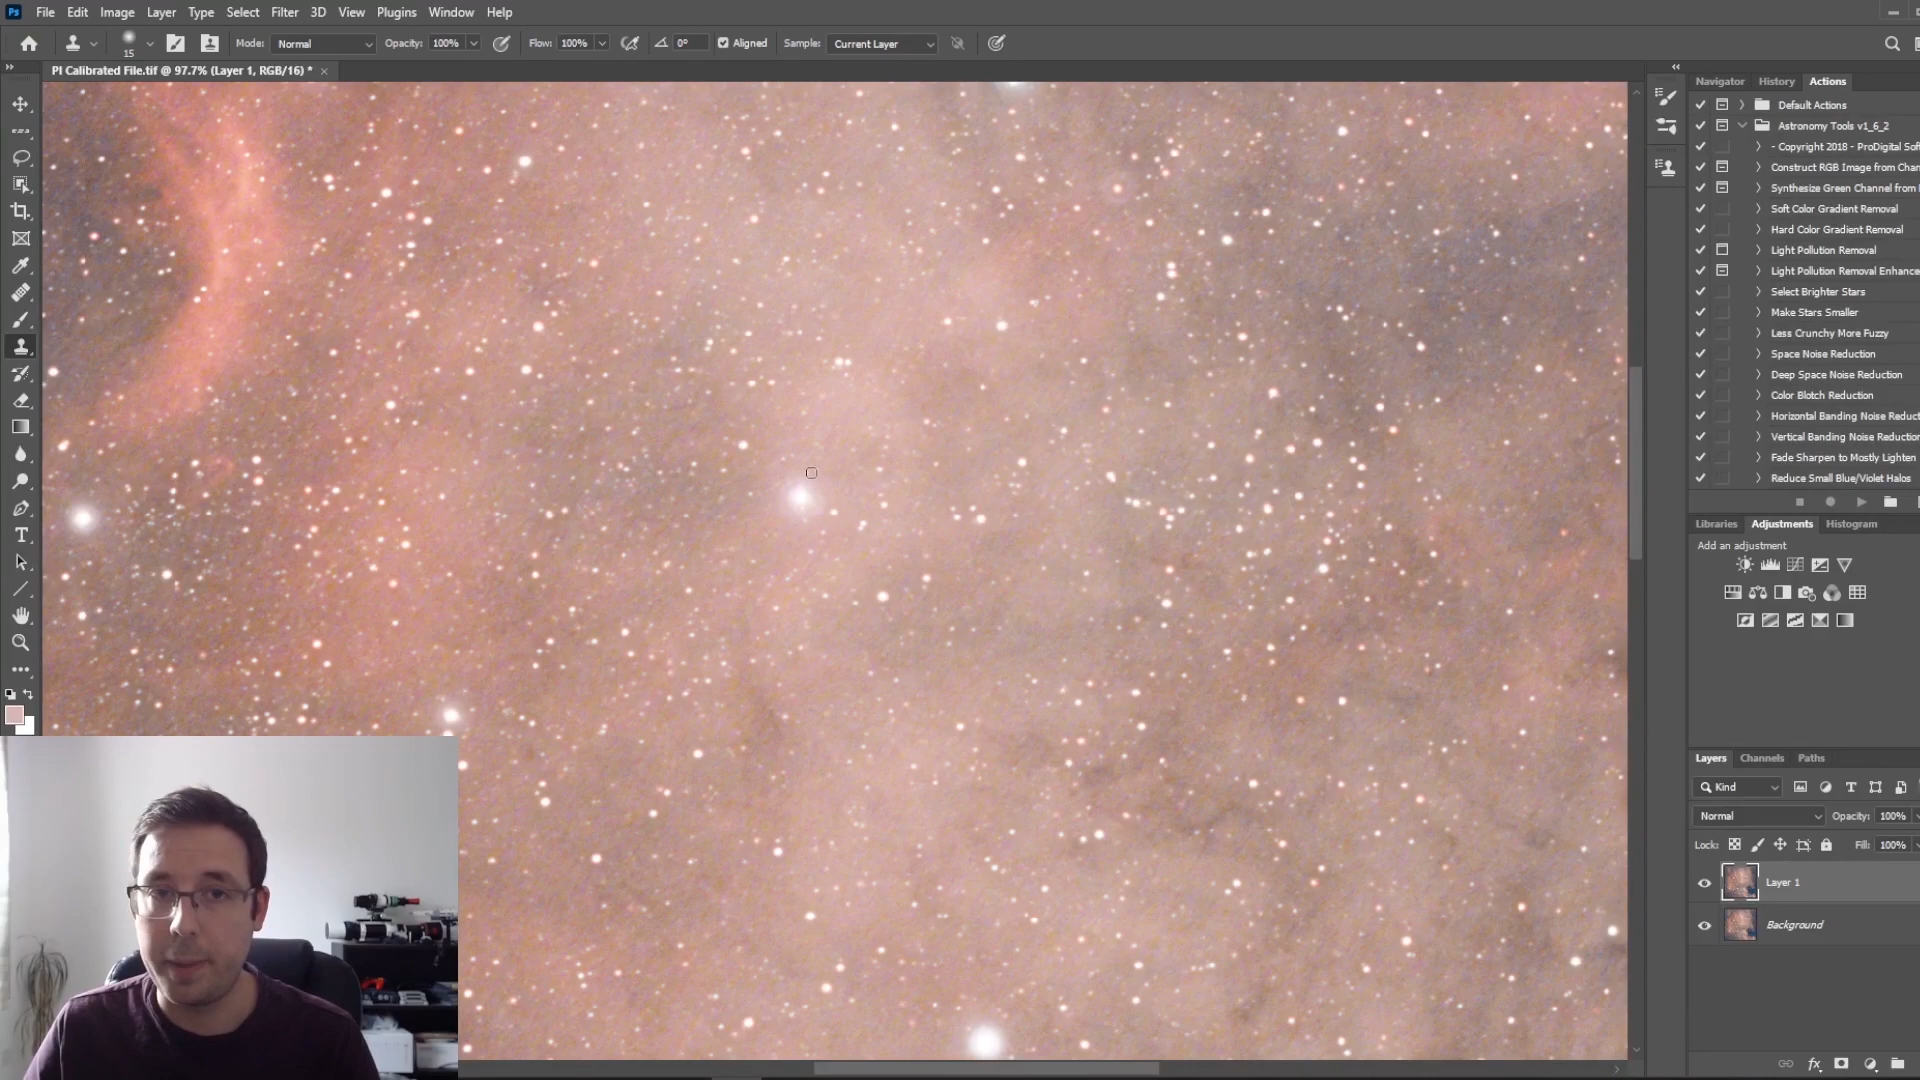 Ps File Edit Image Layer Type Select Filter 3D View Plugins Window Help
15 Mode: Normal Opacity: 100% Flow: 100% 0° Aligned Sample: Current Layer
PI Calibrated File.tif @ 97.7% (Layer 1, RGB/16) *
Navigator History Actions
Default Actions
Astronomy Tools v1_6_2
- Copyright 2018 - ProDigital Soft
Construct RGB Image from Chan
Synthesize Green Channel from
Soft Color Gradient Removal
Hard Color Gradient Removal
Light Pollution Removal
Light Pollution Removal Enhance
Select Brighter Stars
Make Stars Smaller
Less Crunchy More Fuzzy
Space Noise Reduction
Deep Space Noise Reduction
Color Blotch Reduction
Horizontal Banding Noise Reduct
Vertical Banding Noise Reduction
Fade Sharpen to Mostly Lighten
Reduce Small Blue/Violet Halos
Libraries Adjustments Histogram
Add an adjustment
Layers Channels Paths
Kind
Normal Opacity: 100%
Lock: Fill: 100%
Layer 1
Background
fx